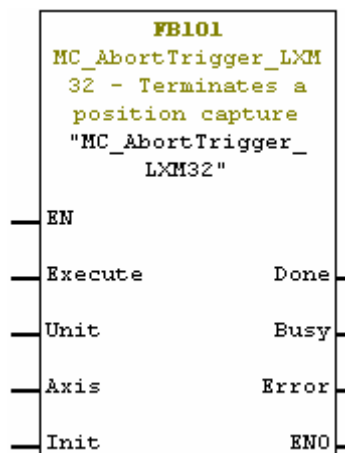 FB101
MC_AbortTrigger_LXM
32 - Terminates a
position capture
"MC_AbortTrigger_
LXM32"
EN
Execute Done
Unit Busy
Axis Error
Init ENO